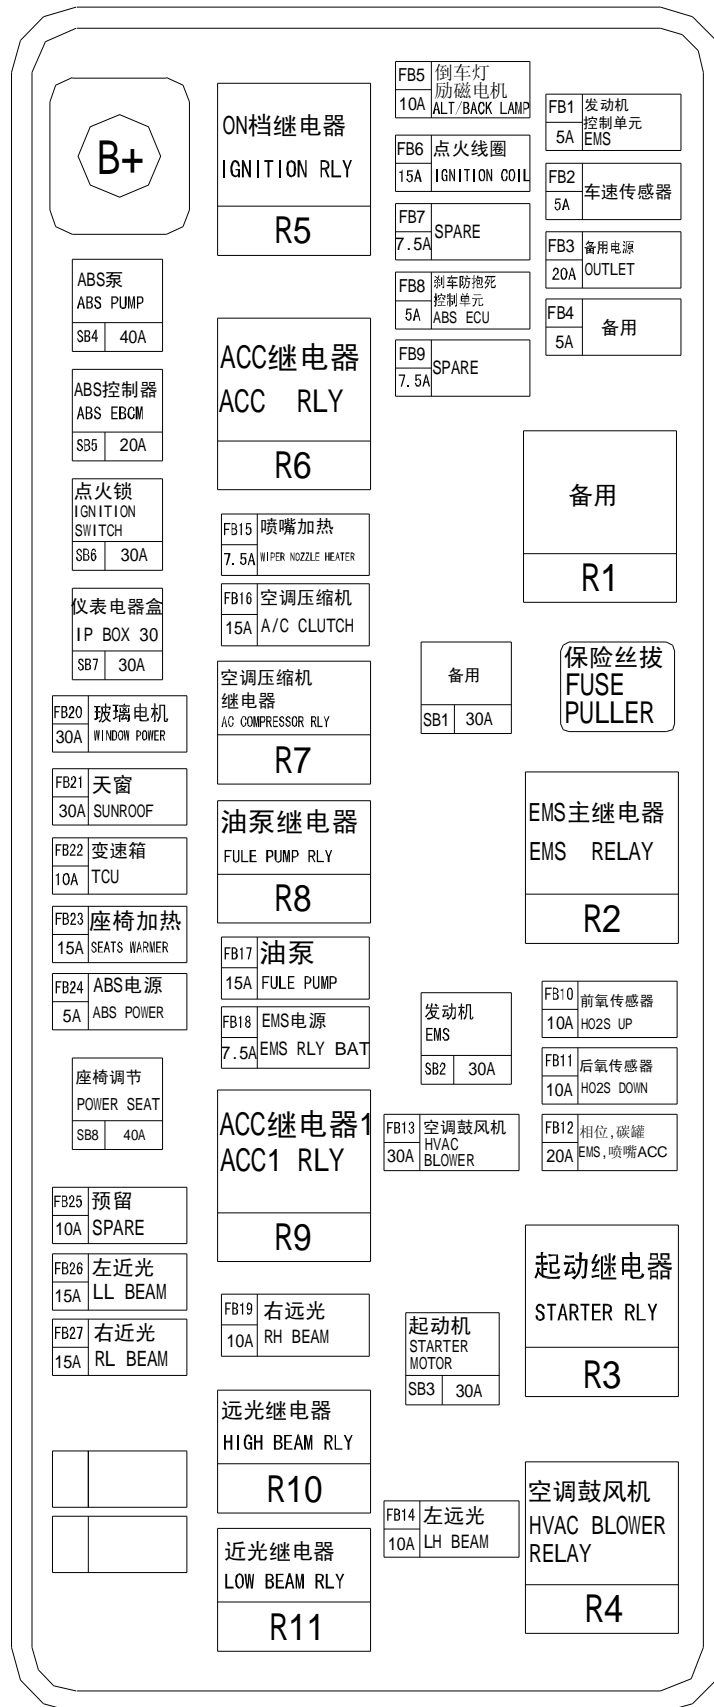 B+
ABS泵
ABS PUMP
SB4 40A
ABS控制器
ABS EBCM
SB5 20A
点火锁
IGNITION
SWITCH
SB6 30A
仪表电器盒
IP BOX 30
SB7 30A
FB20 玻璃电机
30A WINDOW POWER
FB21 天窗
30A SUNROOF
FB22 变速箱
10A TCU
FB23 座椅加热
15A SEATS WARMER
FB24 ABS电源
5A ABS POWER
座椅调节
POWER SEAT
SB8 40A
FB25 预留
10A SPARE
FB26 左近光
15A LL BEAM
FB27 右近光
15A RL BEAM
ON档继电器
IGNITION RLY
R5
ACC继电器
ACC RLY
R6
FB15 喷嘴加热
7.5A WIPER NOZZLE HEATER
FB16 空调压缩机
15A A/C CLUTCH
空调压缩机
继电器
AC COMPRESSOR RLY
R7
油泵继电器
FULE PUMP RLY
R8
FB17 油泵
15A FULE PUMP
FB18 EMS电源
7.5A EMS RLY BAT
ACC继电器1
ACC1 RLY
R9
FB19 右远光
10A RH BEAM
远光继电器
HIGH BEAM RLY
R10
近光继电器
LOW BEAM RLY
R11
FB5 倒车灯
励磁电机
10A ALT/BACK LAMP
FB6 点火线圈
15A IGNITION COIL
FB7 SPARE
7.5A
FB8 刹车防抱死
控制单元
5A ABS ECU
FB9 SPARE
7.5A
备用
SB1 30A
发动机
EMS
SB2 30A
FB13 空调鼓风机
HVAC
30A BLOWER
起动机
STARTER
MOTOR
SB3 30A
FB14 左远光
10A LH BEAM
FB1 发动机
控制单元
5A EMS
FB2 车速传感器
5A
FB3 备用电源
20A OUTLET
FB4 备用
5A
备用
R1
保险丝拔
FUSE
PULLER
EMS主继电器
EMS RELAY
R2
FB10 前氧传感器
10A HO2S UP
FB11 后氧传感器
10A HO2S DOWN
FB12 相位,碳罐
20A EMS,喷嘴ACC
起动继电器
STARTER RLY
R3
空调鼓风机
HVAC BLOWER
RELAY
R4